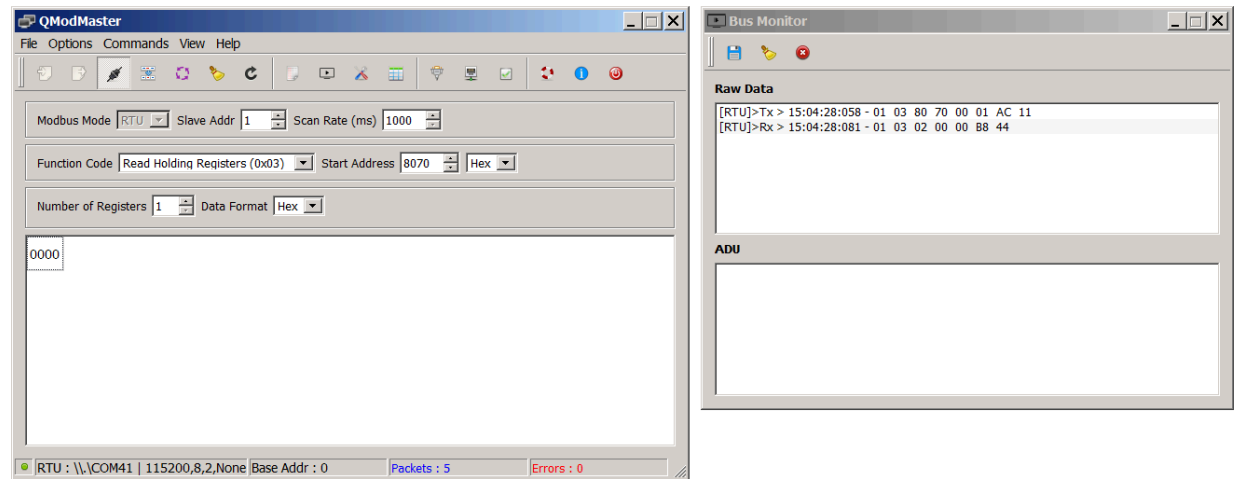 QModMaster
File Options Commands View Help
Modbus Mode RTU Slave Addr 1 Scan Rate (ms) 1000
Function Code Read Holding Registers (0x03) Start Address 8070 Hex
Number of Registers 1 Data Format Hex
0000
RTU : \\.\COM41 | 115200,8,2,None Base Addr : 0 Packets : 5 Errors : 0
Bus Monitor
Raw Data
[RTU]>Tx > 15:04:28:058 - 01 03 80 70 00 01 AC 11
[RTU]>Rx > 15:04:28:081 - 01 03 02 00 00 B8 44
ADU